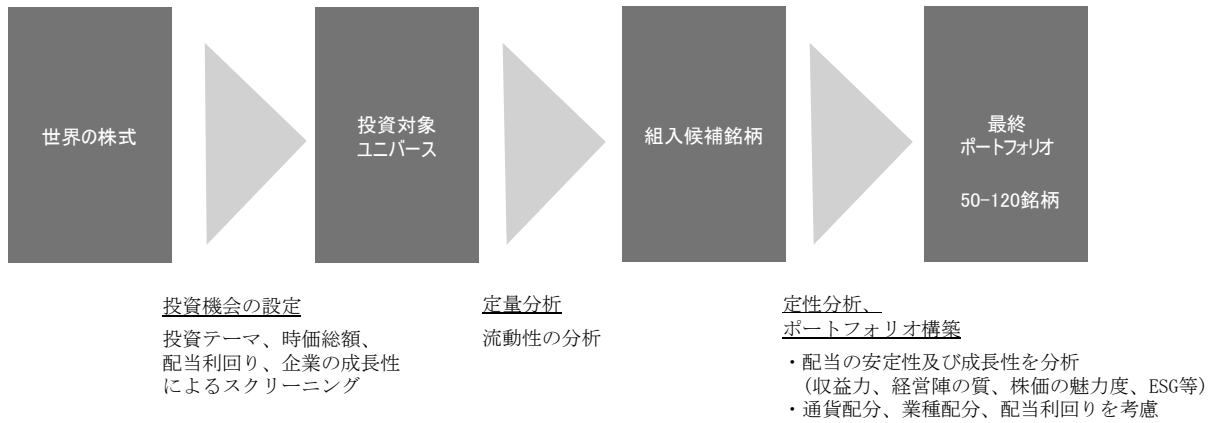 世界の株式
投資対象
ユニバース
組入候補銘柄
最終
ポートフォリオ
50-120銘柄
投資機会の設定
投資テーマ、時価総額、
配当利回り、企業の成長性
によるスクリーニング
定量分析
流動性の分析
定性分析、
ポートフォリオ構築
・配当の安定性及び成長性を分析
(収益力、経営陣の質、株価の魅力度、ESG等)
・通貨配分、業種配分、配当利回りを考慮